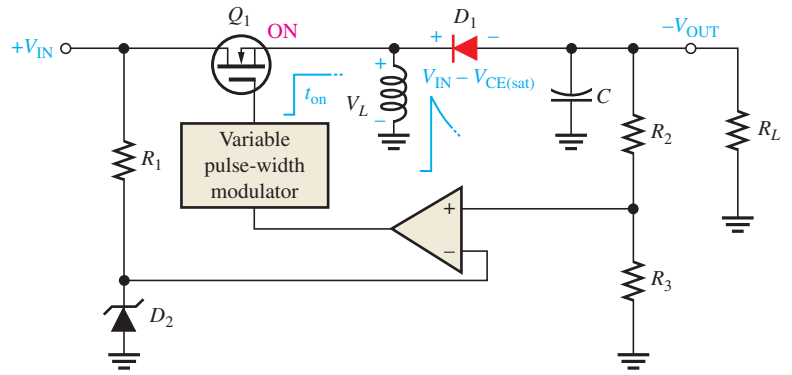 Q1
ON
D1
+VIN
+ −
−VOUT
+
VL
−
VIN − VCE(sat)
C
ton
R1
Variable
pulse-width
modulator
R2
RL
+
−
R3
D2